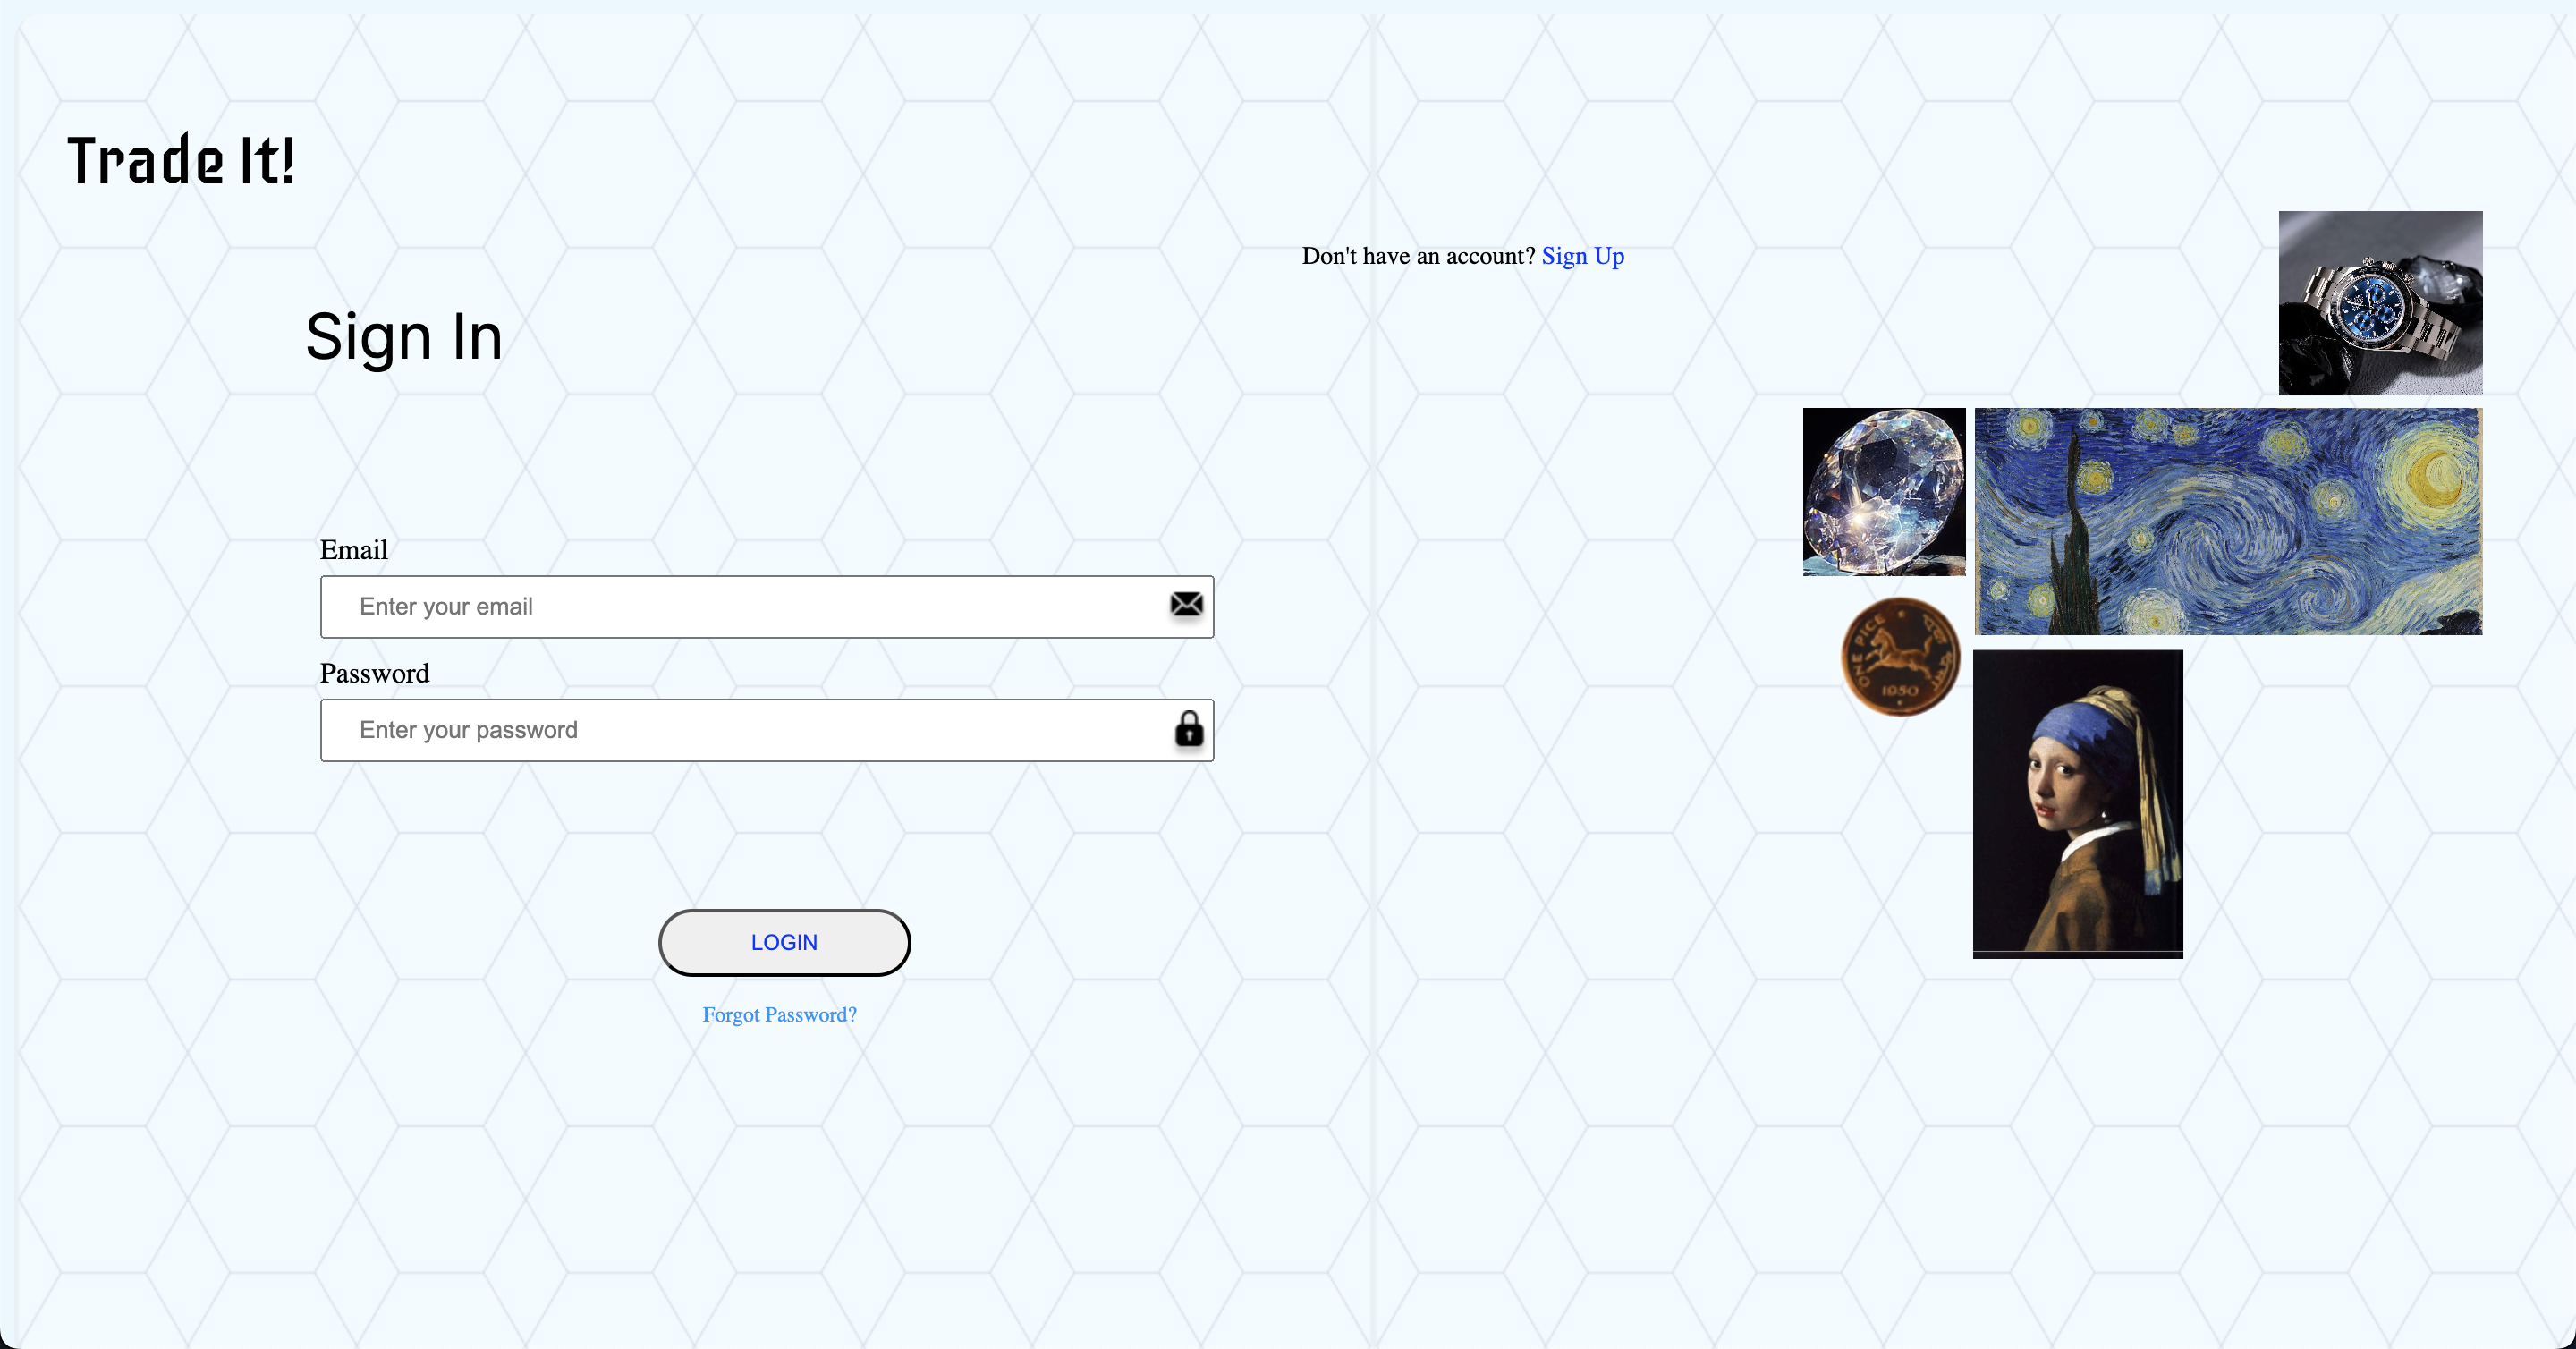 Trade It!
Don't have an account? Sign Up
Sign In
Email
Enter your email
Password
Enter your password
ONE PICE
1950
LOGIN
Forgot Password?